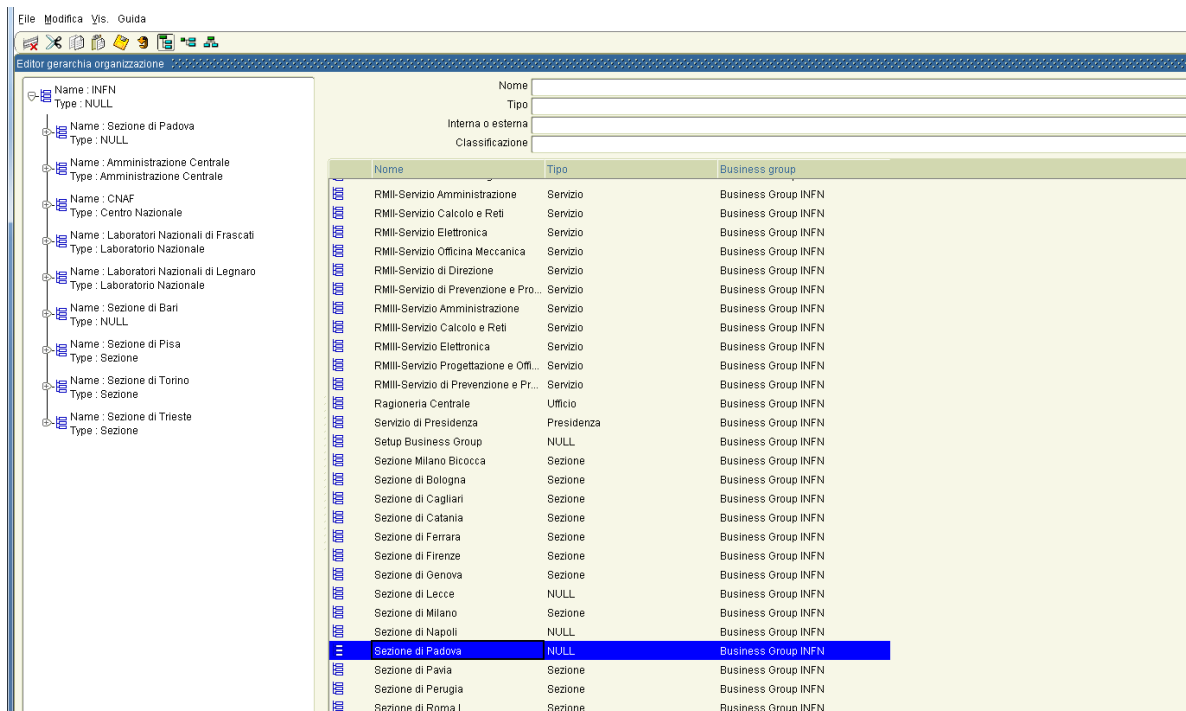 File Modifica Vis. Guida
Editor gerarchia organizzazione
Name : INFN
Type : NULL
Name : Sezione di Padova
Type : NULL
Name : Amministrazione Centrale
Type : Amministrazione Centrale
Name : CNAF
Type : Centro Nazionale
Name : Laboratori Nazionali di Frascati
Type : Laboratorio Nazionale
Name : Laboratori Nazionali di Legnaro
Type : Laboratorio Nazionale
Name : Sezione di Bari
Type : NULL
Name : Sezione di Pisa
Type : Sezione
Name : Sezione di Torino
Type : Sezione
Name : Sezione di Trieste
Type : Sezione
Nome
Tipo
Interna o esterna
Classificazione
Nome Tipo Business group
RMII-Servizio Amministrazione Servizio Business Group INFN
RMII-Servizio Calcolo e Reti Servizio Business Group INFN
RMII-Servizio Elettronica Servizio Business Group INFN
RMII-Servizio Officina Meccanica Servizio Business Group INFN
RMII-Servizio di Direzione Servizio Business Group INFN
RMII-Servizio di Prevenzione e Pro... Servizio Business Group INFN
RMIII-Servizio Amministrazione Servizio Business Group INFN
RMIII-Servizio Calcolo e Reti Servizio Business Group INFN
RMIII-Servizio Elettronica Servizio Business Group INFN
RMIII-Servizio Progettazione e Offi... Servizio Business Group INFN
RMIII-Servizio di Prevenzione e Pr... Servizio Business Group INFN
Ragioneria Centrale Ufficio Business Group INFN
Servizio di Presidenza Presidenza Business Group INFN
Setup Business Group NULL Business Group INFN
Sezione Milano Bicocca Sezione Business Group INFN
Sezione di Bologna Sezione Business Group INFN
Sezione di Cagliari Sezione Business Group INFN
Sezione di Catania Sezione Business Group INFN
Sezione di Ferrara Sezione Business Group INFN
Sezione di Firenze Sezione Business Group INFN
Sezione di Genova Sezione Business Group INFN
Sezione di Lecce NULL Business Group INFN
Sezione di Milano Sezione Business Group INFN
Sezione di Napoli NULL Business Group INFN
Sezione di Padova NULL Business Group INFN
Sezione di Pavia Sezione Business Group INFN
Sezione di Perugia Sezione Business Group INFN
Sezione di Roma I Sezione Business Group INFN